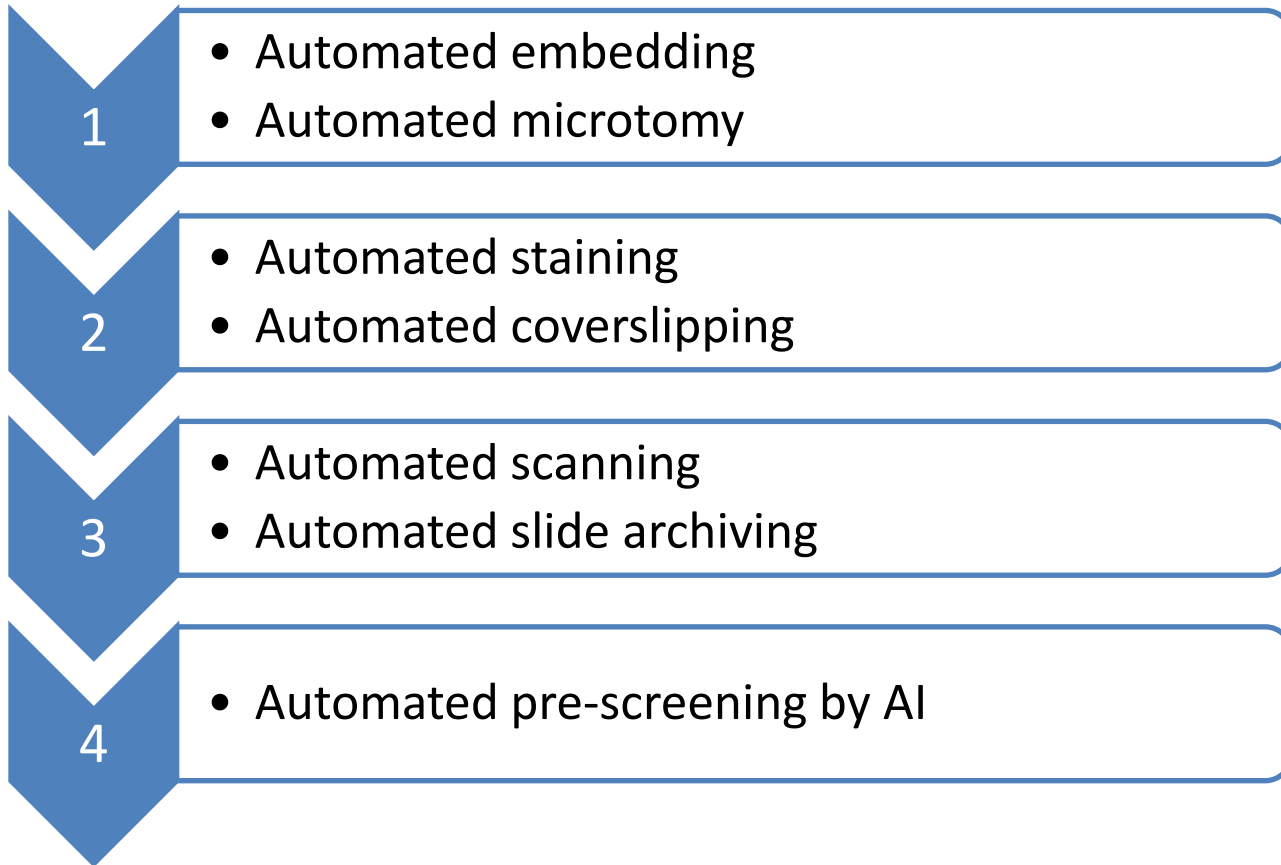 1
• Automated embedding
• Automated microtomy
2
• Automated staining
• Automated coverslipping
3
• Automated scanning
• Automated slide archiving
4
• Automated pre-screening by AI